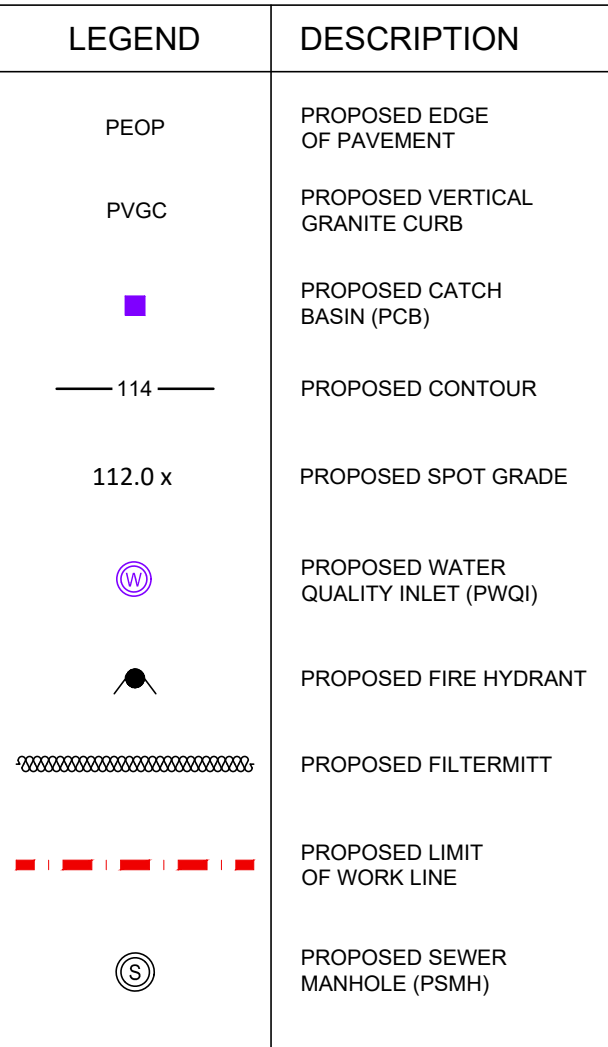 LEGEND DESCRIPTION
PEOP PROPOSED EDGE
OF PAVEMENT
PVGC PROPOSED VERTICAL
GRANITE CURB
PROPOSED CATCH
BASIN (PCB)
114 PROPOSED CONTOUR
112.0 x PROPOSED SPOT GRADE
W PROPOSED WATER
QUALITY INLET (PWQI)
PROPOSED FIRE HYDRANT
PROPOSED FILTERMITT
PROPOSED LIMIT
OF WORK LINE
S PROPOSED SEWER
MANHOLE (PSMH)